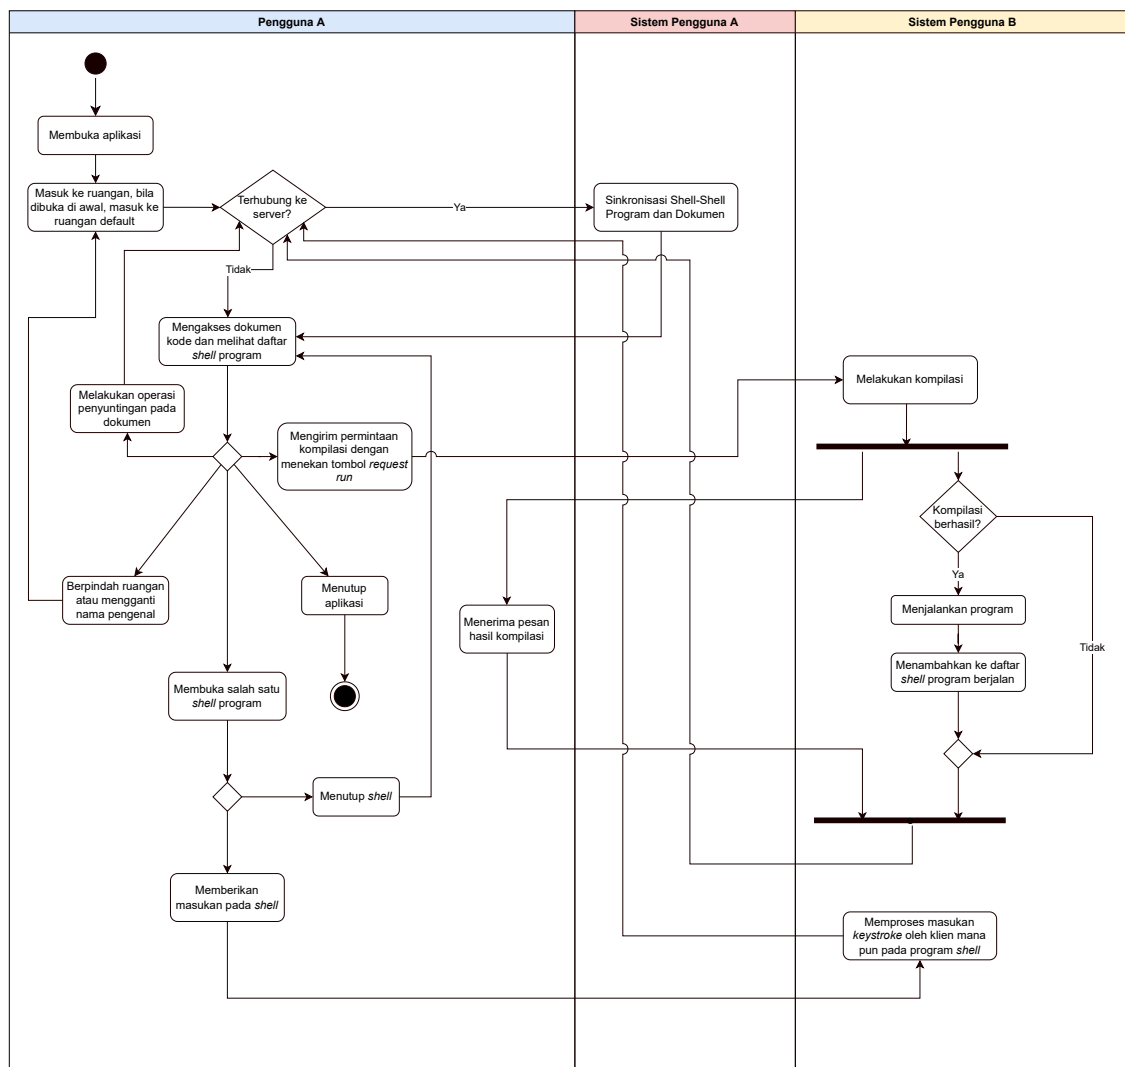 Pengguna A
Sistem Pengguna A
Sistem Pengguna B
Membuka aplikasi
Masuk ke ruangan, bila
dibuka di awal, masuk ke
ruangan default
Terhubung ke
server?
Ya
Sinkronisasi Shell-Shell
Program dan Dokumen
Tidak
Mengakses dokumen
kode dan melihat daftar
shell program
Melakukan operasi
penyuntingan pada
dokumen
Mengirim permintaan
kompilasi dengan
menekan tombol request
run
Melakukan kompilasi
Kompilasi
berhasil?
Ya
Tidak
Menjalankan program
Menambahkan ke daftar
shell program berjalan
Berpindah ruangan
atau mengganti
nama pengenal
Menutup
aplikasi
Menerima pesan
hasil kompilasi
Membuka salah satu
shell program
Menutup shell
Memberikan
masukan pada shell
Memproses masukan
keystroke oleh klien mana
pun pada program shell